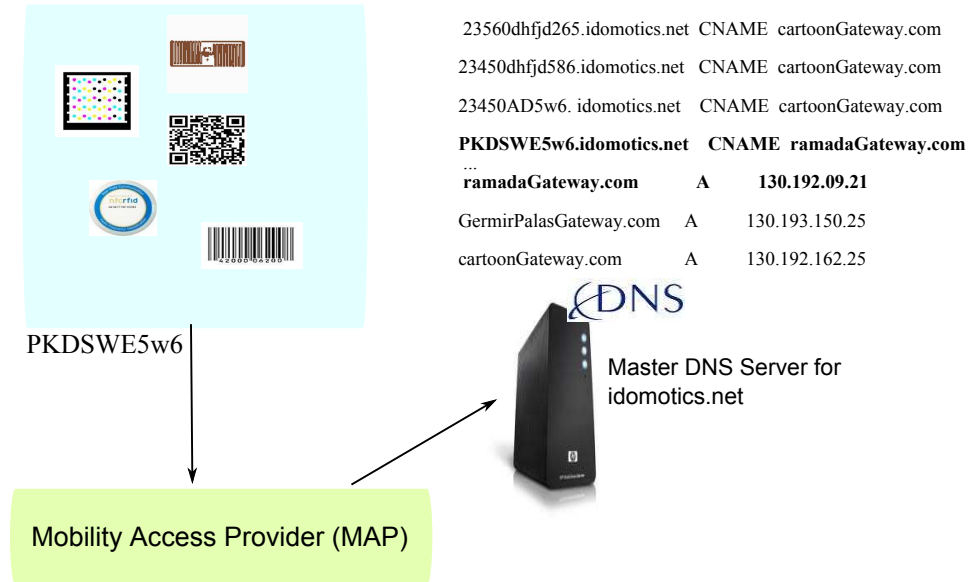 23560dhfjd265.idomotics.net CNAME cartoonGateway.com
23450dhfjd586.idomotics.net CNAME cartoonGateway.com
23450AD5w6. idomotics.net CNAME cartoonGateway.com
PKDSWE5w6.idomotics.net CNAME ramadaGateway.com
...
ramadaGateway.com A 130.192.09.21
GermirPalasGateway.com A 130.193.150.25
cartoonGateway.com A 130.192.162.25
nfcrfid
42000 06200
DNS
PKDSWE5w6
Master DNS Server for
idomotics.net
Mobility Access Provider (MAP)